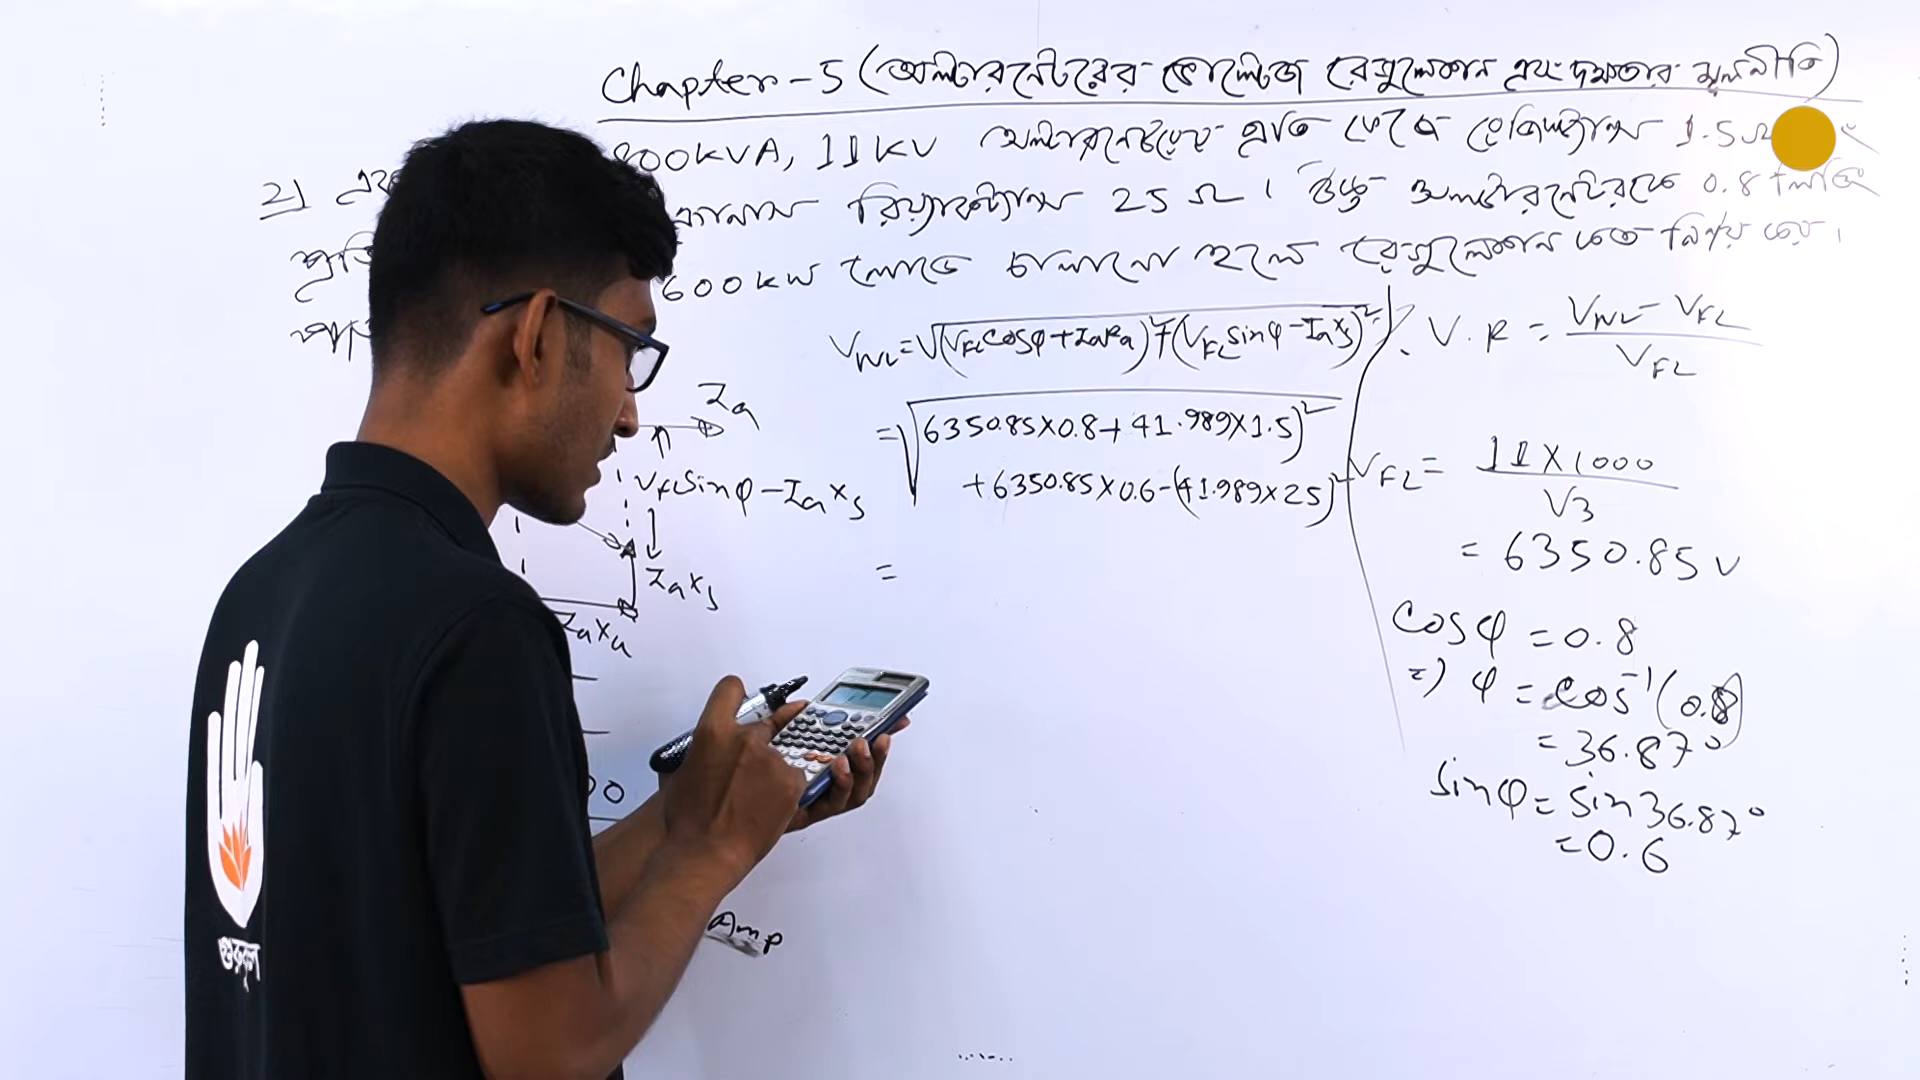 Chapter-5 (অল্টারনেটরের ভোল্টেজ রেগুলেশন এবং দক্ষতার মূলনীতি)
2) 800KVA, 11KV অল্টারনেটরের প্রতি ফেজে রেজিস্ট্যান্স 1.5Ω
প্রতি রিয়্যাকট্যান্স 25Ω। উক্ত অল্টারনেটরকে 0.8 লিডিং
600kw লোডে চালানো হলে রেগুলেশন কত নির্ণয় কর।
V_NL = √(V_FL cosφ + IaRa)² + (V_FL sinφ - IaXs)²
% V.R = (V_NL - V_FL) / V_FL
Ia
= √(6350.85×0.8+41.989×1.5)²
+6350.85×0.6-(41.989×25)²
V_FL sinφ - IaXs
V_FL = 11×1000 / √3
= 6350.85 V
=
IaXs
IaXa
cosφ = 0.8
=) φ = cos⁻¹(0.8)
= 36.87°
sinφ = sin 36.87°
= 0.6
Amp
গুরুকুল